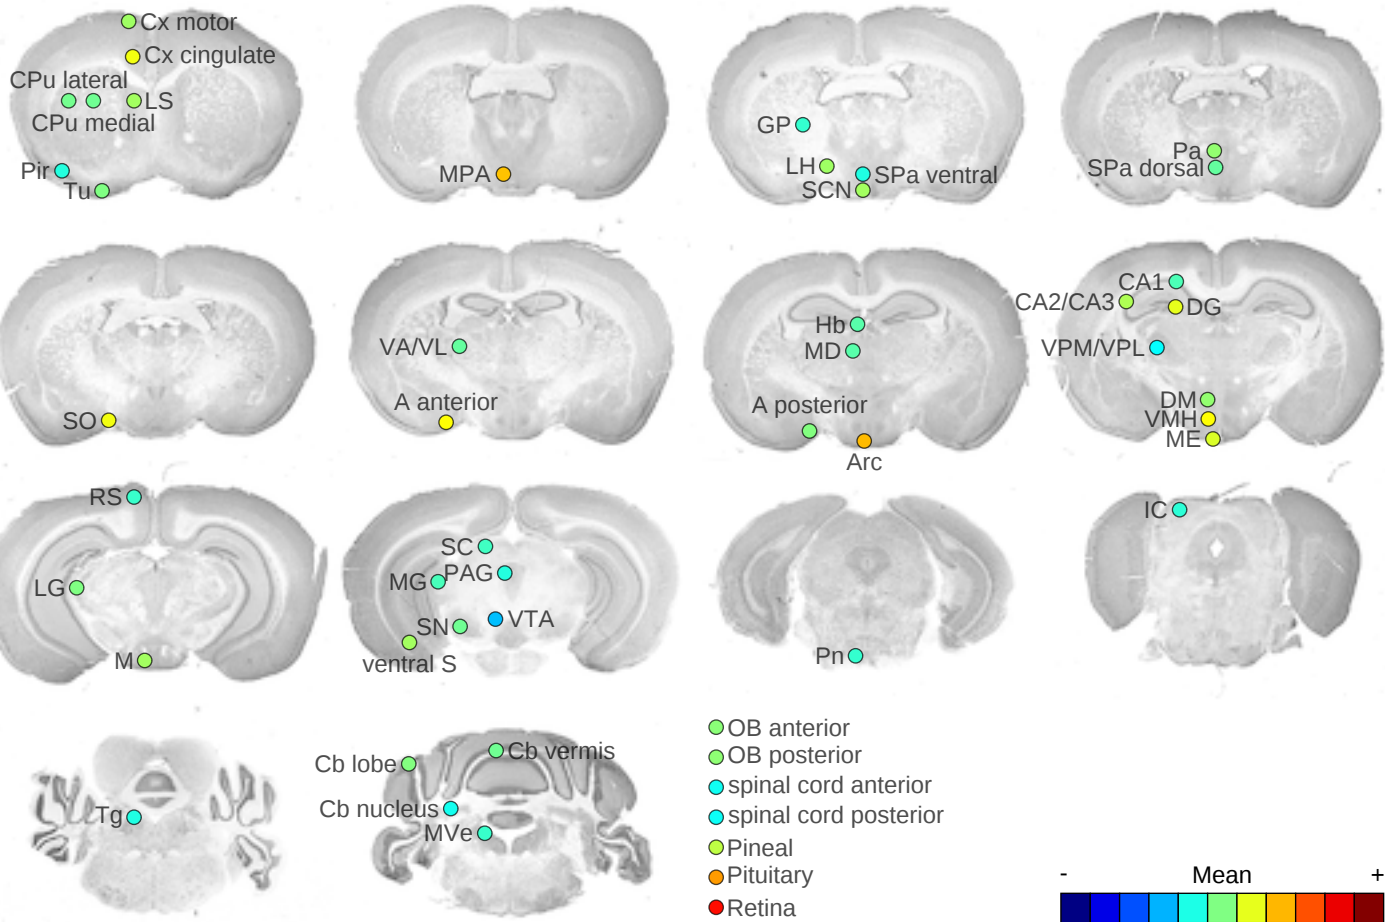 Cx motor
Cx cingulate
CPu lateral
LS
CPu medial
Pir
Tu
MPA
GP
LH
SPa ventral
SCN
Pa
SPa dorsal
SO
VA/VL
A anterior
Hb
MD
A posterior
Arc
CA1
CA2/CA3
DG
VPM/VPL
DM
VMH
ME
RS
LG
M
SC
PAG
MG
VTA
SN
ventral S
Pn
IC
Tg
Cb vermis
Cb lobe
Cb nucleus
MVe
OB anterior
OB posterior
spinal cord anterior
spinal cord posterior
Pineal
Pituitary
Retina
- Mean +